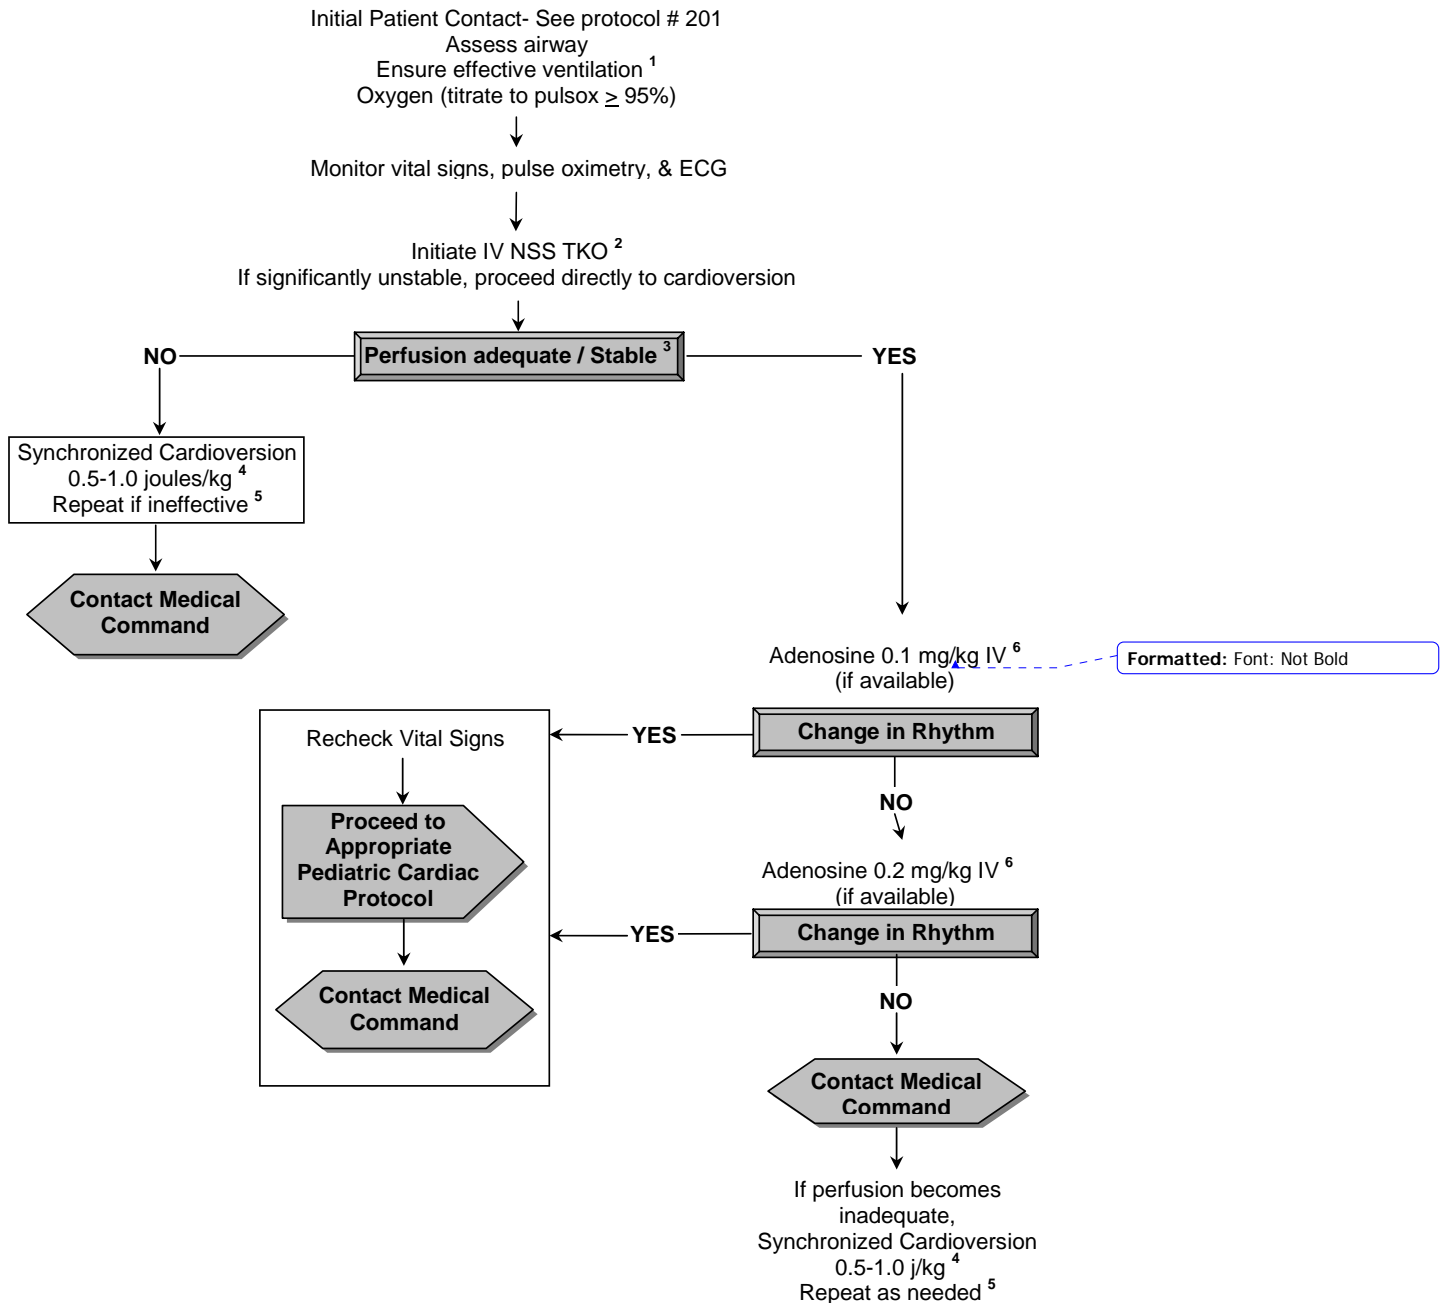 Initial Patient Contact- See protocol # 201
Assess airway
Ensure effective ventilation 1
Oxygen (titrate to pulsox ≥ 95%)
Monitor vital signs, pulse oximetry, & ECG
Initiate IV NSS TKO 2
If significantly unstable, proceed directly to cardioversion
Perfusion adequate / Stable 3
NO
YES
Synchronized Cardioversion
0.5-1.0 joules/kg 4
Repeat if ineffective 5
Contact Medical
Command
Adenosine 0.1 mg/kg IV 6
(if available)
Formatted: Font: Not Bold
Change in Rhythm
YES
NO
Recheck Vital Signs
Proceed to
Appropriate
Pediatric Cardiac
Protocol
Contact Medical
Command
Adenosine 0.2 mg/kg IV 6
(if available)
Change in Rhythm
YES
NO
Contact Medical
Command
If perfusion becomes
inadequate,
Synchronized Cardioversion
0.5-1.0 j/kg 4
Repeat as needed 5